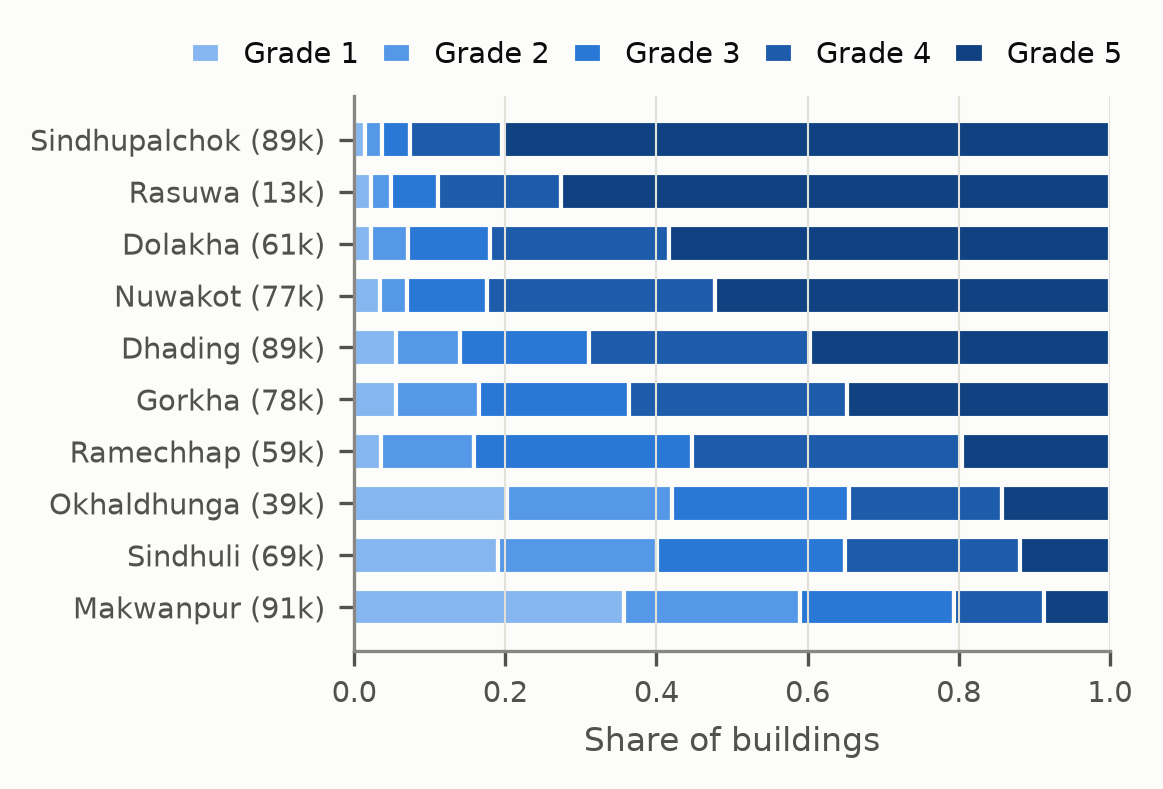 Grade 1 Grade 2 Grade 3 Grade 4 Grade 5
Sindhupalchok (89k)
Rasuwa (13k)
Dolakha (61k)
Nuwakot (77k)
Dhading (89k)
Gorkha (78k)
Ramechhap (59k)
Okhaldhunga (39k)
Sindhuli (69k)
Makwanpur (91k)
0.0 0.2 0.4 0.6 0.8 1.0
Share of buildings